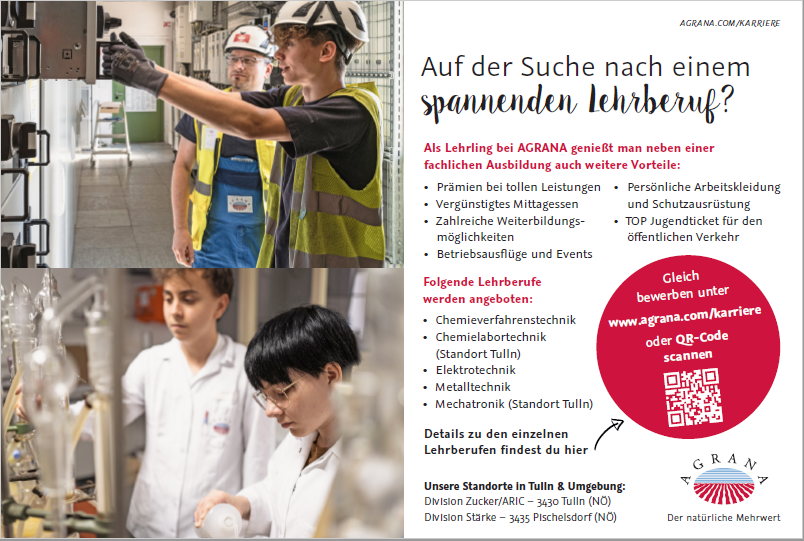 AGRANA.COM/KARRIERE
Auf der Suche nach einem
spannenden Lehrberuf?
Als Lehrling bei AGRANA genießt man neben einer
fachlichen Ausbildung auch weitere Vorteile:
• Prämien bei tollen Leistungen
• Vergünstigtes Mittagessen
• Zahlreiche Weiterbildungs-
möglichkeiten
• Betriebsausflüge und Events
• Persönliche Arbeitskleidung
und Schutzausrüstung
• TOP Jugendticket für den
öffentlichen Verkehr
Folgende Lehrberufe
werden angeboten:
• Chemieverfahrenstechnik
• Chemielabortechnik
(Standort Tulln)
• Elektrotechnik
• Metalltechnik
• Mechatronik (Standort Tulln)
Gleich
bewerben unter
www.agrana.com/karriere
oder QR-Code
scannen
Details zu den einzelnen
Lehrberufen findest du hier
Unsere Standorte in Tulln & Umgebung:
Division Zucker/ARIC – 3430 Tulln (NÖ)
Division Stärke – 3435 Pischelsdorf (NÖ)
AGRANA
Der natürliche Mehrwert